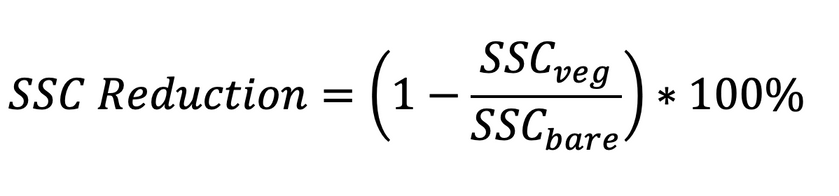 SSC Reduction = (1 − SSC_veg / SSC_bare) * 100%